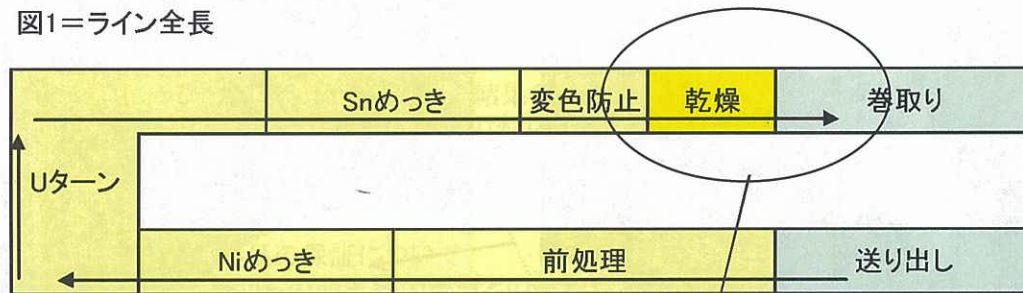 図1＝ライン全長
Snめっき
変色防止
乾燥
巻取り
Uターン
Niめっき
前処理
送り出し